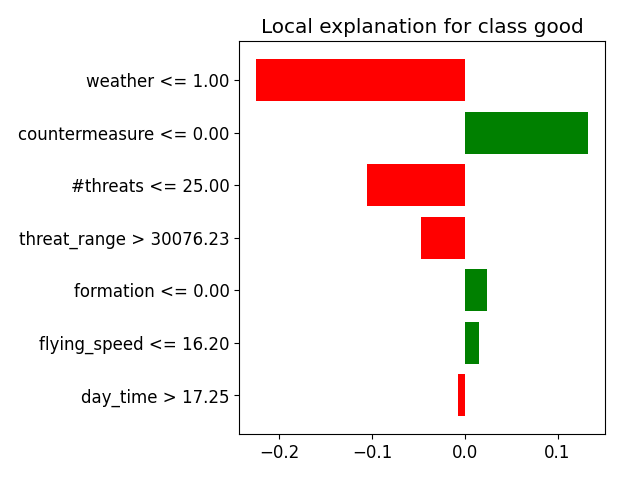 Local explanation for class good
weather <= 1.00
countermeasure <= 0.00
#threats <= 25.00
threat_range > 30076.23
formation <= 0.00
flying_speed <= 16.20
day_time > 17.25
−0.2 −0.1 0.0 0.1